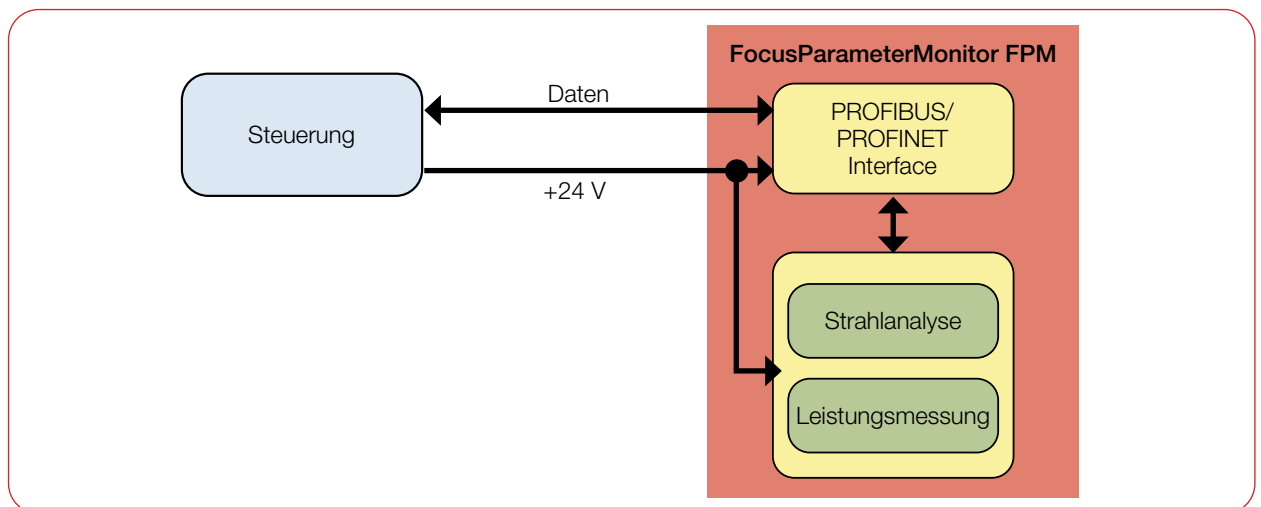 FocusParameterMonitor FPM
Steuerung
Daten
+24 V
PROFIBUS/
PROFINET
Interface
Strahlanalyse
Leistungsmessung